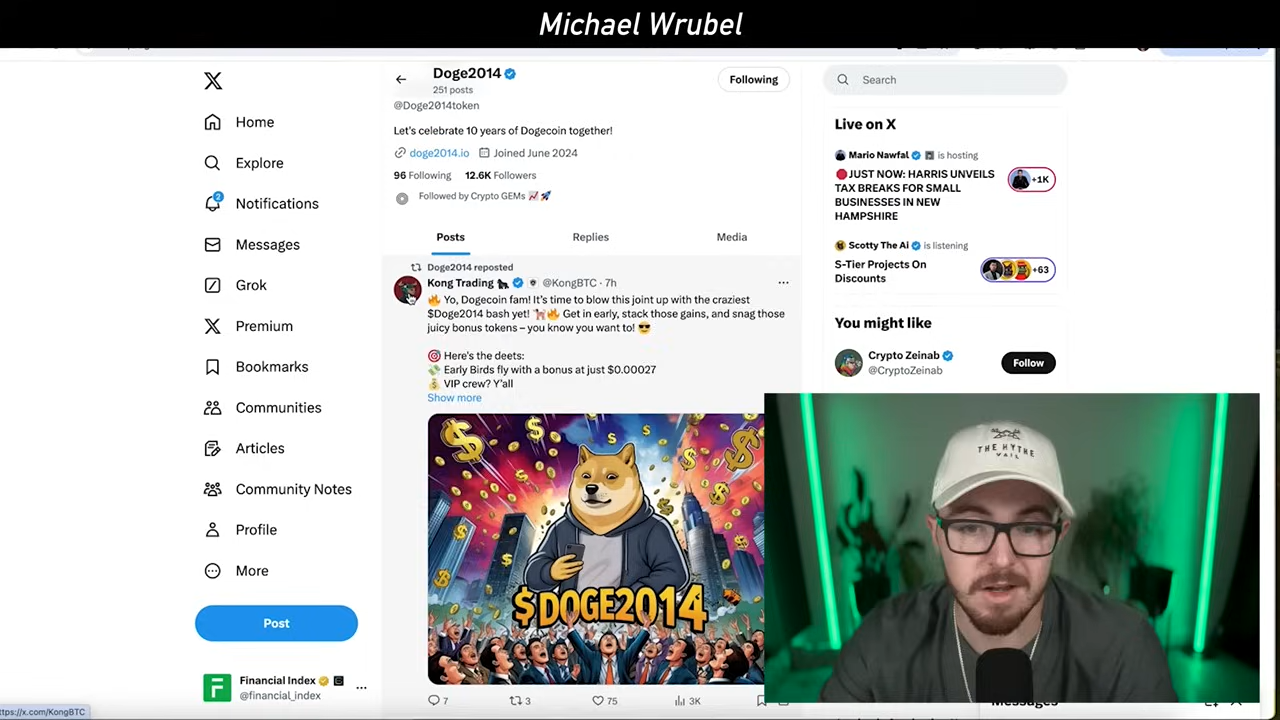 Michael Wrubel
Home
Explore
2
Notifications
Messages
Grok
Premium
Bookmarks
Communities
Articles
Community Notes
Profile
More
Post
Financial Index
@financial_index
ttps://x.com/KongBTC
Doge2014
251 posts
Following
@Doge2014token
Let's celebrate 10 years of Dogecoin together!
doge2014.io Joined June 2024
96 Following 12.6K Followers
Followed by Crypto GEMs
Posts Replies Media
Doge2014 reposted
Kong Trading @KongBTC · 7h
🔥 Yo, Dogecoin fam! It's time to blow this joint up with the craziest
$Doge2014 bash yet! 🐕🔥 Get in early, stack those gains, and snag those
juicy bonus tokens – you know you want to! 😎
🎯 Here's the deets:
💸 Early Birds fly with a bonus at just $0.00027
💰 VIP crew? Y'all
Show more
$DOGE2014
7 3 75 3K
Search
Live on X
Mario Nawfal is hosting
🔴JUST NOW: HARRIS UNVEILS
TAX BREAKS FOR SMALL
BUSINESSES IN NEW
HAMPSHIRE
+1K
Scotty The Ai is listening
S-Tier Projects On
Discounts
+63
You might like
Crypto Zeinab
@CryptoZeinab
Follow
THE HYTHE
VAIL